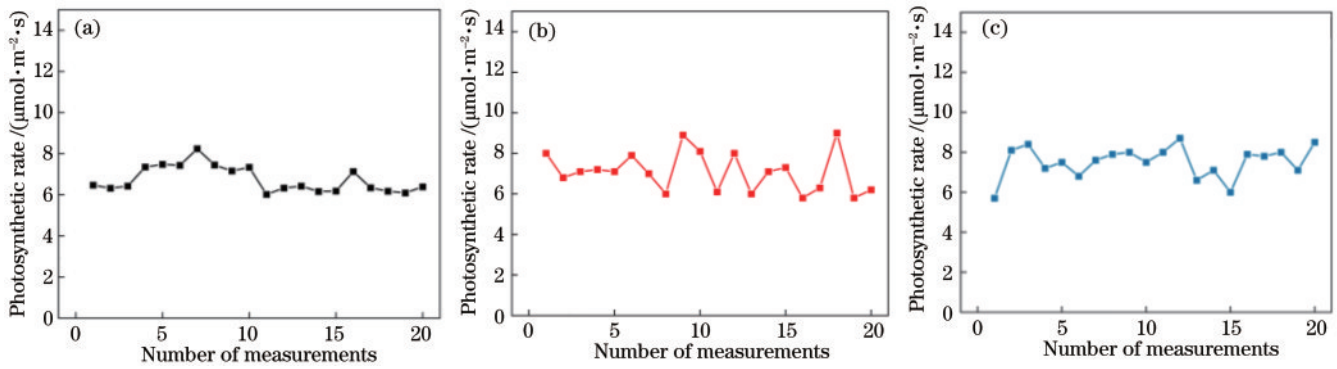 (a)
Photosynthetic rate /(μmol·m⁻²·s)
14
12
10
8
6
4
2
0
0 5 10 15 20
Number of measurements
(b)
Photosynthetic rate /(μmol·m⁻²·s)
14
12
10
8
6
4
2
0
0 5 10 15 20
Number of measurements
(c)
Photosynthetic rate /(μmol·m⁻²·s)
14
12
10
8
6
4
2
0
0 5 10 15 20
Number of measurements